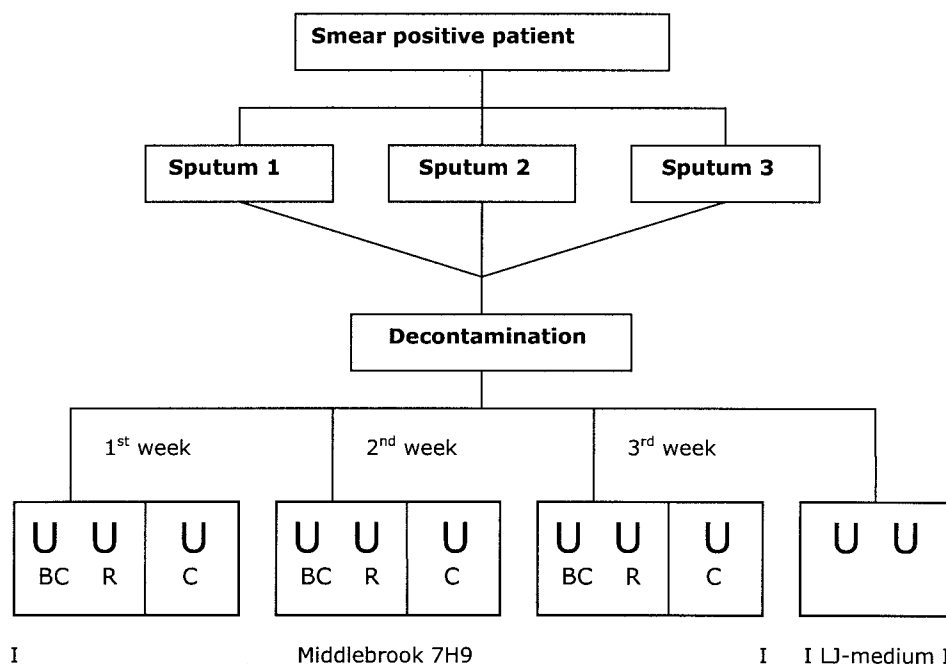 Smear positive patient
Sputum 1 Sputum 2 Sputum 3
Decontamination
1st week 2nd week 3rd week
U U U U U U U U U U U
BC R C BC R C BC R C
I Middlebrook 7H9 I I LJ-medium I